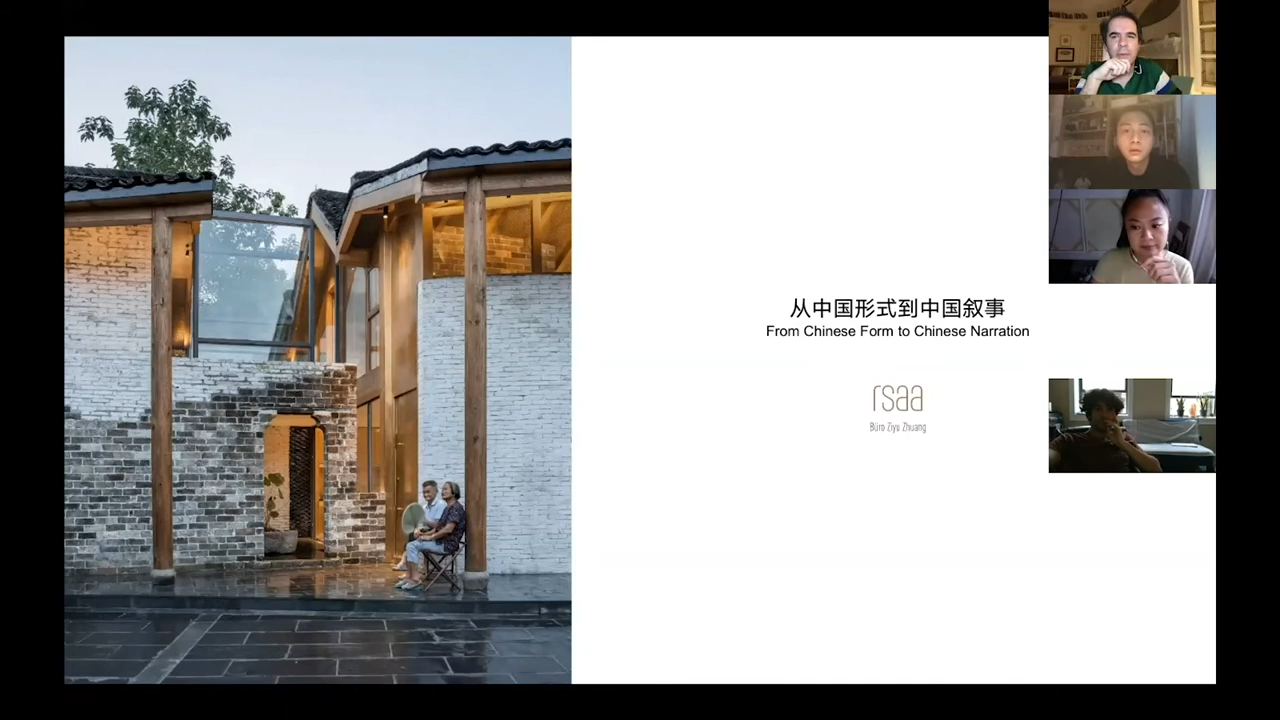 从中国形式到中国叙事
From Chinese Form to Chinese Narration
rsaa
Büro Ziyu Zhuang